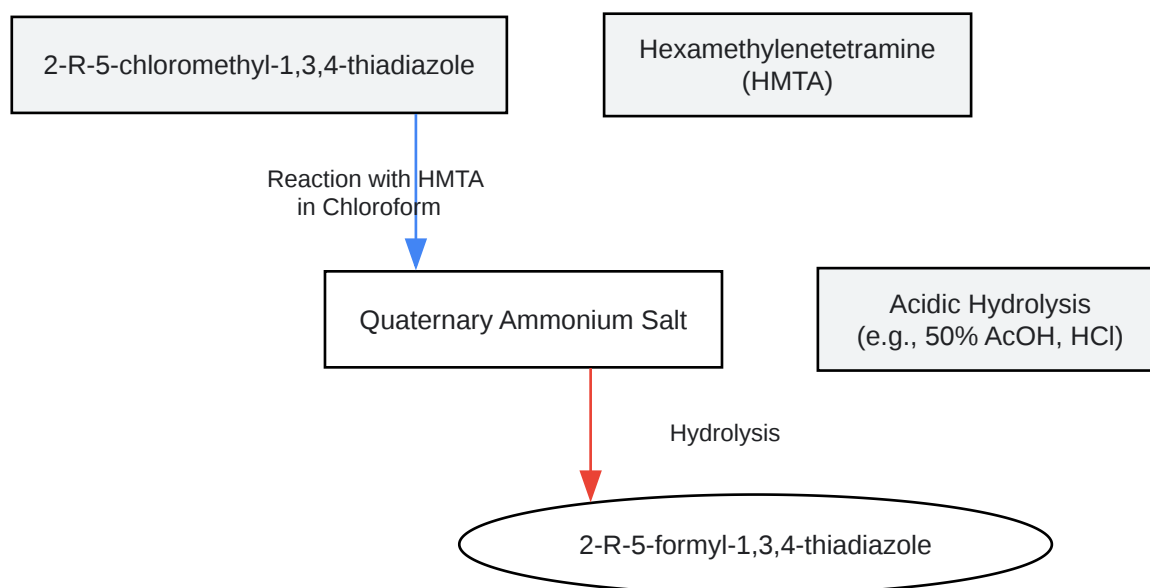 2-R-5-chloromethyl-1,3,4-thiadiazole
Hexamethylenetetramine
(HMTA)
Reaction with HMTA
in Chloroform
Quaternary Ammonium Salt
Acidic Hydrolysis
(e.g., 50% AcOH, HCl)
Hydrolysis
2-R-5-formyl-1,3,4-thiadiazole